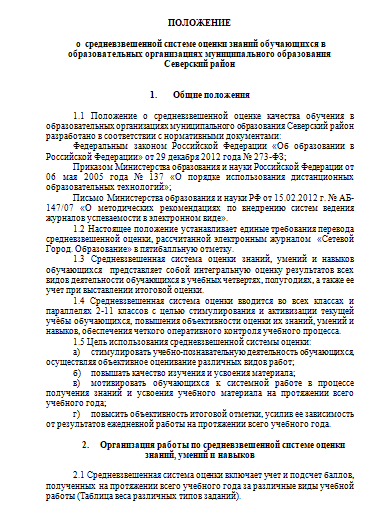 ПОЛОЖЕНИЕ
о средневзвешенной системе оценки знаний обучающихся в
образовательных организациях муниципального образования
Северский район
1. Общие положения
1.1 Положение о средневзвешенной оценке качества обучения в
образовательных организациях муниципального образования Северский район
разработано в соответствии с нормативными документами:
Федеральным законом Российской Федерации «Об образовании в
Российской Федерации» от 29 декабря 2012 года № 273-ФЗ;
Приказом Министерства образования и науки Российской Федерации от
06 мая 2005 года № 137 «О порядке использования дистанционных
образовательных технологий»;
Письмо Министерства образования и науки РФ от 15.02.2012 г. № АБ-
147/07 «О методических рекомендациях по внедрению систем ведения
журналов успеваемости в электронном виде».
1.2 Настоящее положение устанавливает единые требования перевода
средневзвешенной оценки, рассчитанной электронным журналом «Сетевой
Город. Образование» в пятибалльную отметку.
1.3 Средневзвешенная система оценки знаний, умений и навыков
обучающихся представляет собой интегральную оценку результатов всех
видов деятельности обучающихся в учебных четвертях, полугодиях, а также ее
учет при выставлении итоговой оценки.
1.4 Средневзвешенная система оценки вводится во всех классах и
параллелях 2-11 классов с целью стимулирования и активизации текущей
учёбы обучающихся, повышения объективности оценки их знаний, умений и
навыков, обеспечения четкого оперативного контроля учебного процесса.
1.5 Цель использования средневзвешенной системы оценки:
а) стимулировать учебно-познавательную деятельность обучающихся,
осуществляя объективное оценивание различных видов работ;
б) повышать качество изучения и усвоения материала;
в) мотивировать обучающихся к системной работе в процессе
получения знаний и усвоения учебного материала на протяжении всего
учебного года;
г) повысить объективность итоговой отметки, усилив ее зависимость
от результатов ежедневной работы на протяжении всего учебного года.
2. Организация работы по средневзвешенной системе оценки
знаний, умений и навыков
2.1 Средневзвешенная система оценки включает учет и подсчет баллов,
полученных на протяжении всего учебного года за различные виды учебной
работы (Таблица веса различных типов заданий).